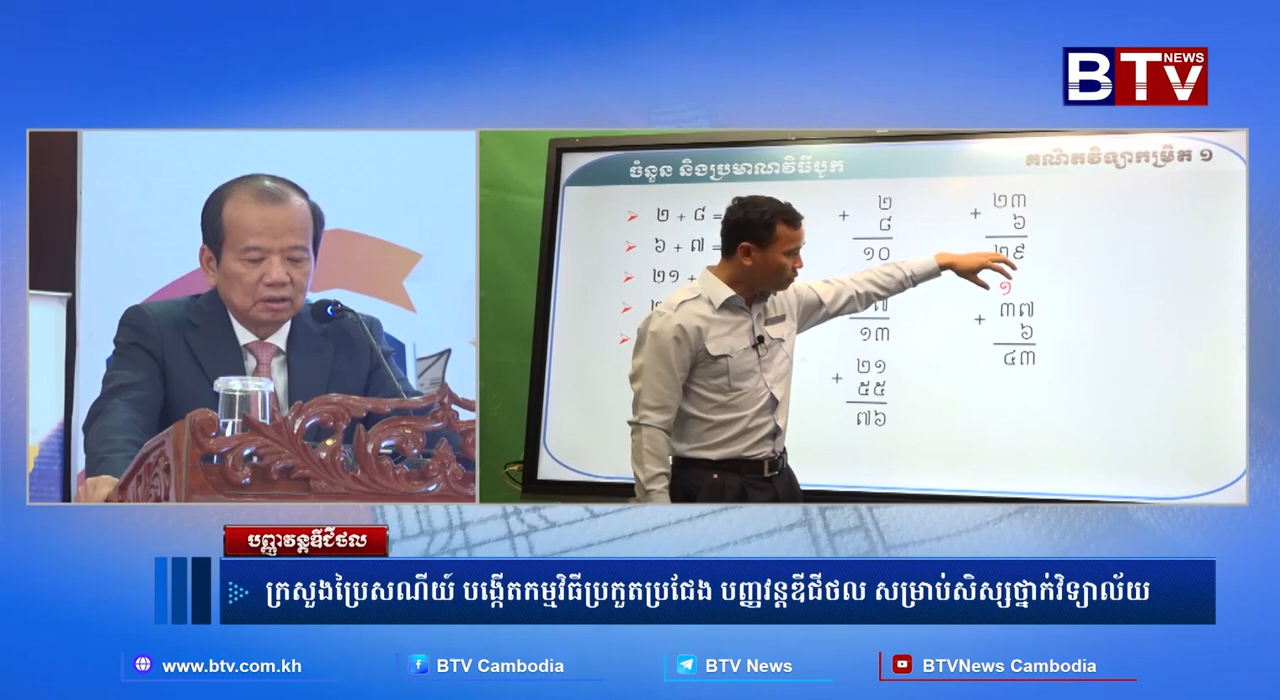 BTV NEWS
ចំនួន និងប្រមាណវិធីបូក
គណិតវិទ្យាកម្រិត ១
២ + ៨ =
៦ + ៧ =
២១ +
២
+ ៨
១០
៧
១៣
២១
+ ៥៥
៧៦
២៣
+ ៦
២៩
១
៣៧
+ ៦
៤៣
បញ្ញាវន្តឌីជីថល
ក្រសួងប្រៃសណីយ៍ បង្កើតកម្មវិធីប្រកួតប្រជែង បញ្ញវន្តឌីជីថល សម្រាប់សិស្សថ្នាក់វិទ្យាល័យ
www.btv.com.kh
BTV Cambodia
BTV News
BTVNews Cambodia